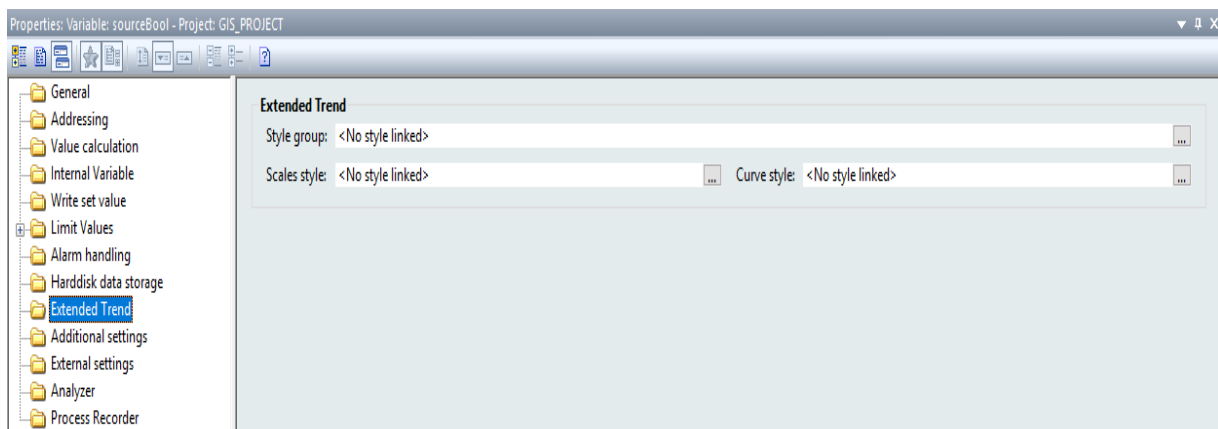 Properties: Variable: sourceBool - Project: GIS_PROJECT
General
Addressing
Value calculation
Internal Variable
Write set value
Limit Values
Alarm handling
Harddisk data storage
Extended Trend
Additional settings
External settings
Analyzer
Process Recorder
Extended Trend
Style group: <No style linked> ...
Scales style: <No style linked> ... Curve style: <No style linked> ...